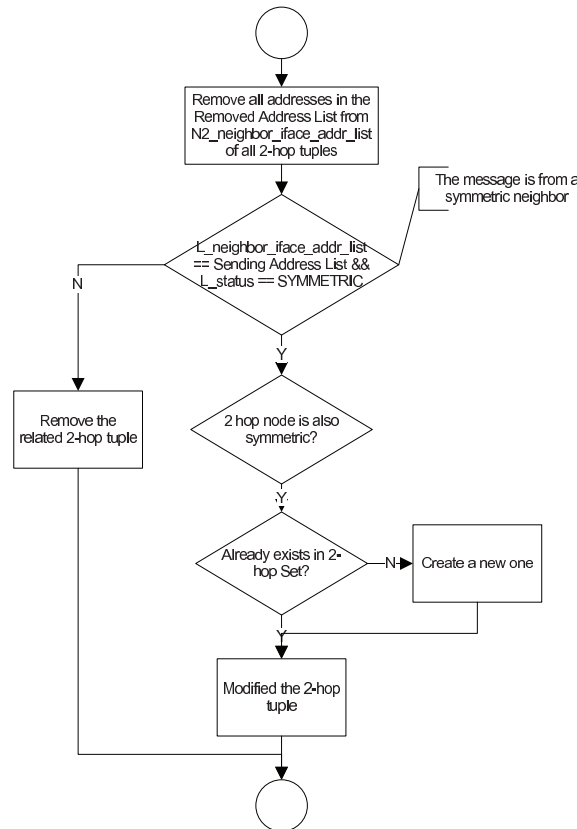 Remove all addresses in the
Removed Address List from
N2_neighbor_iface_addr_list
of all 2-hop tuples
The message is from a
symmetric neighbor
L_neighbor_iface_addr_list
== Sending Address List &&
L_status == SYMMETRIC
N
Y
Remove the
related 2-hop tuple
2 hop node is also
symmetric?
Y
Already exists in 2-
hop Set?
N
Create a new one
Y
Modified the 2-hop
tuple